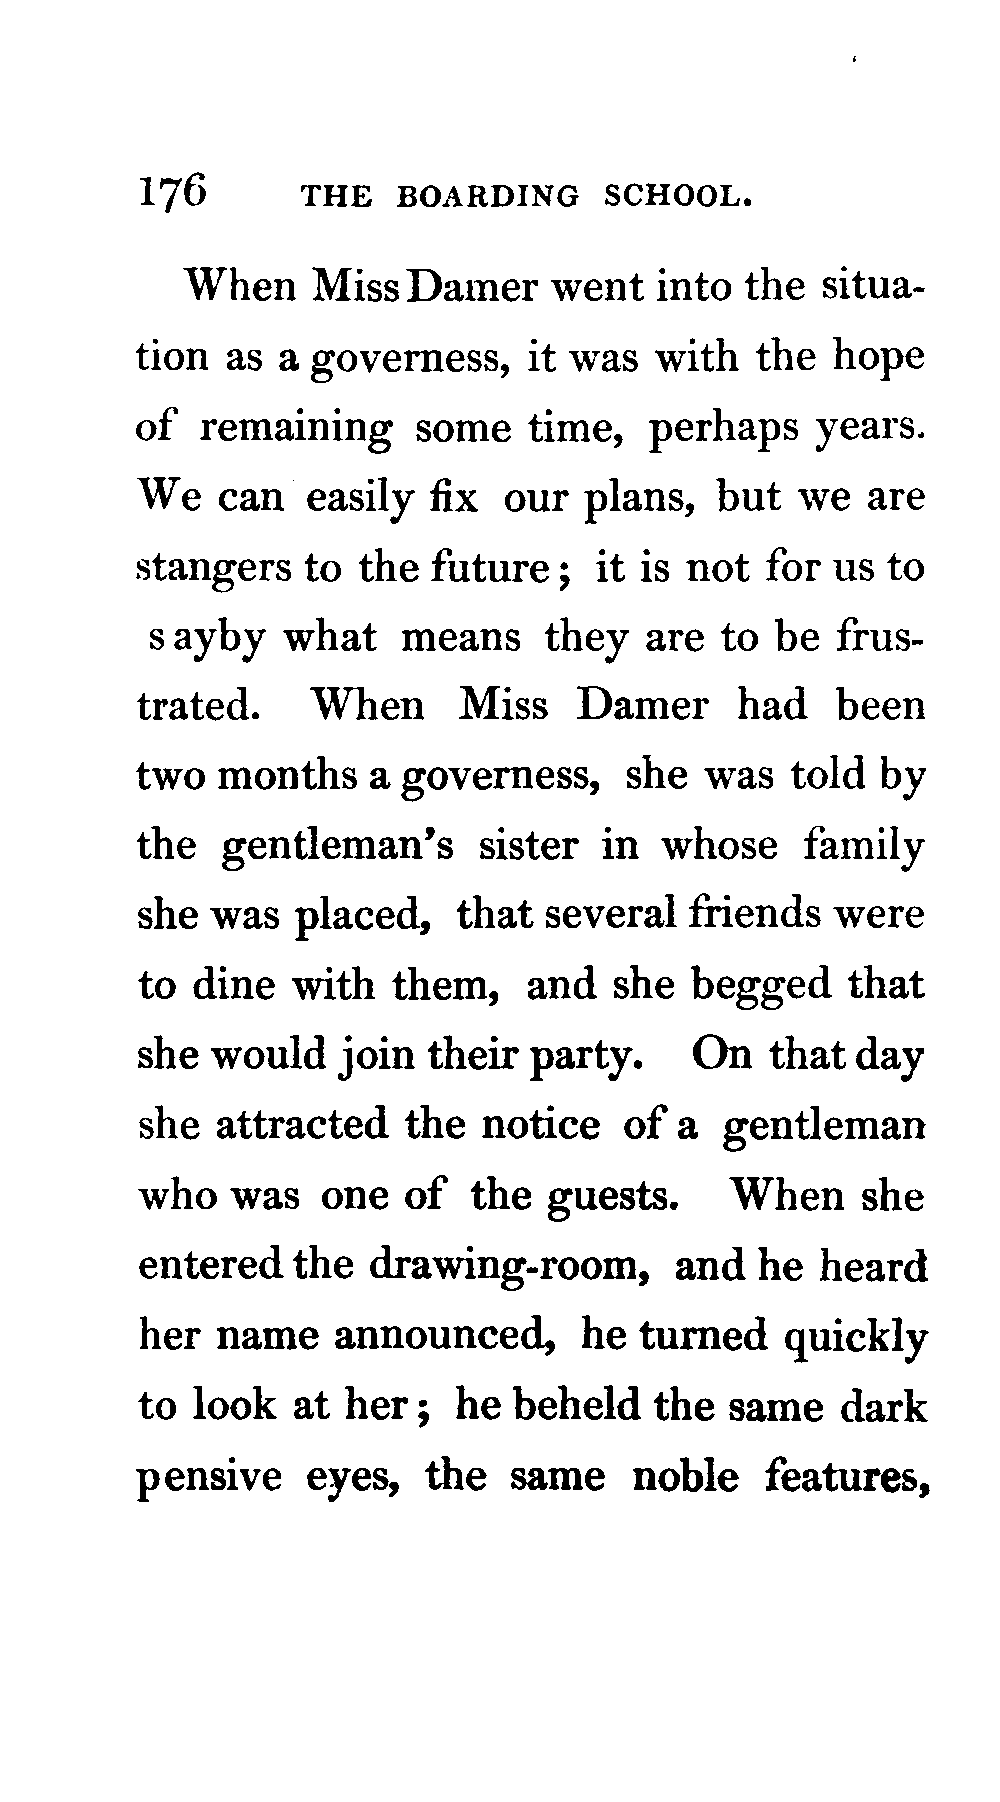 176 THE BOARDING SCHOOL.
When Miss Damer went into the situa-
tion as a governess, it was with the hope
of remaining some time, perhaps years.
We can easily fix our plans, but we are
stangers to the future; it is not for us to
s ayby what means they are to be frus-
trated. When Miss Damer had been
two months a governess, she was told by
the gentleman's sister in whose family
she was placed, that several friends were
to dine with them, and she begged that
she would join their party. On that day
she attracted the notice of a gentleman
who was one of the guests. When she
entered the drawing-room, and he heard
her name announced, he turned quickly
to look at her; he beheld the same dark
pensive eyes, the same noble features,